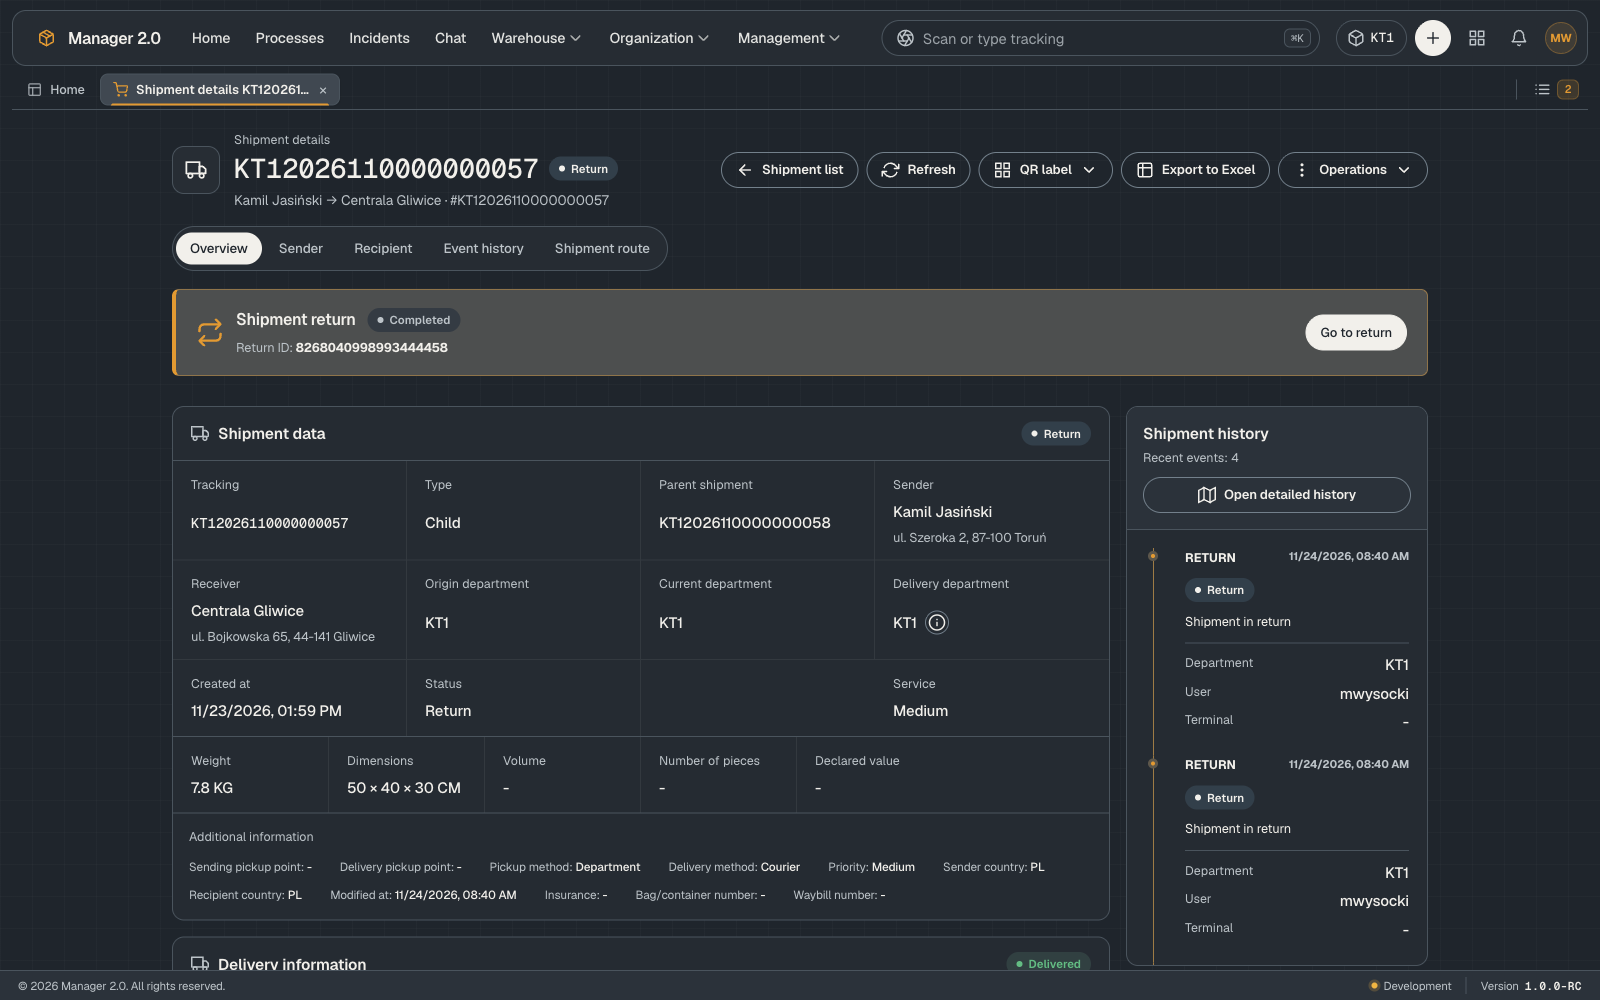 Manager 2.0 Home Processes Incidents Chat Warehouse Organization Management Scan or type tracking ⌘K KT1 MW
Home Shipment details KT120261... × 2
Shipment details
KT12026110000000057 Return
Kamil Jasiński → Centrala Gliwice · #KT12026110000000057
Shipment list Refresh QR label Export to Excel Operations
Overview Sender Recipient Event history Shipment route
Shipment return Completed
Return ID: 8268040998993444458
Go to return
Shipment data Return
Tracking Type Parent shipment Sender
KT12026110000000057 Child KT12026110000000058 Kamil Jasiński
ul. Szeroka 2, 87-100 Toruń
Receiver Origin department Current department Delivery department
Centrala Gliwice KT1 KT1 KT1
ul. Bojkowska 65, 44-141 Gliwice
Created at Status Service
11/23/2026, 01:59 PM Return Medium
Weight Dimensions Volume Number of pieces Declared value
7.8 KG 50 × 40 × 30 CM - - -
Additional information
Sending pickup point: - Delivery pickup point: - Pickup method: Department Delivery method: Courier Priority: Medium Sender country: PL
Recipient country: PL Modified at: 11/24/2026, 08:40 AM Insurance: - Bag/container number: - Waybill number: -
Delivery information Delivered
Shipment history
Recent events: 4
Open detailed history
RETURN 11/24/2026, 08:40 AM
Return
Shipment in return
Department KT1
User mwysocki
Terminal -
RETURN 11/24/2026, 08:40 AM
Return
Shipment in return
Department KT1
User mwysocki
Terminal -
© 2026 Manager 2.0. All rights reserved. Development Version 1.0.0-RC